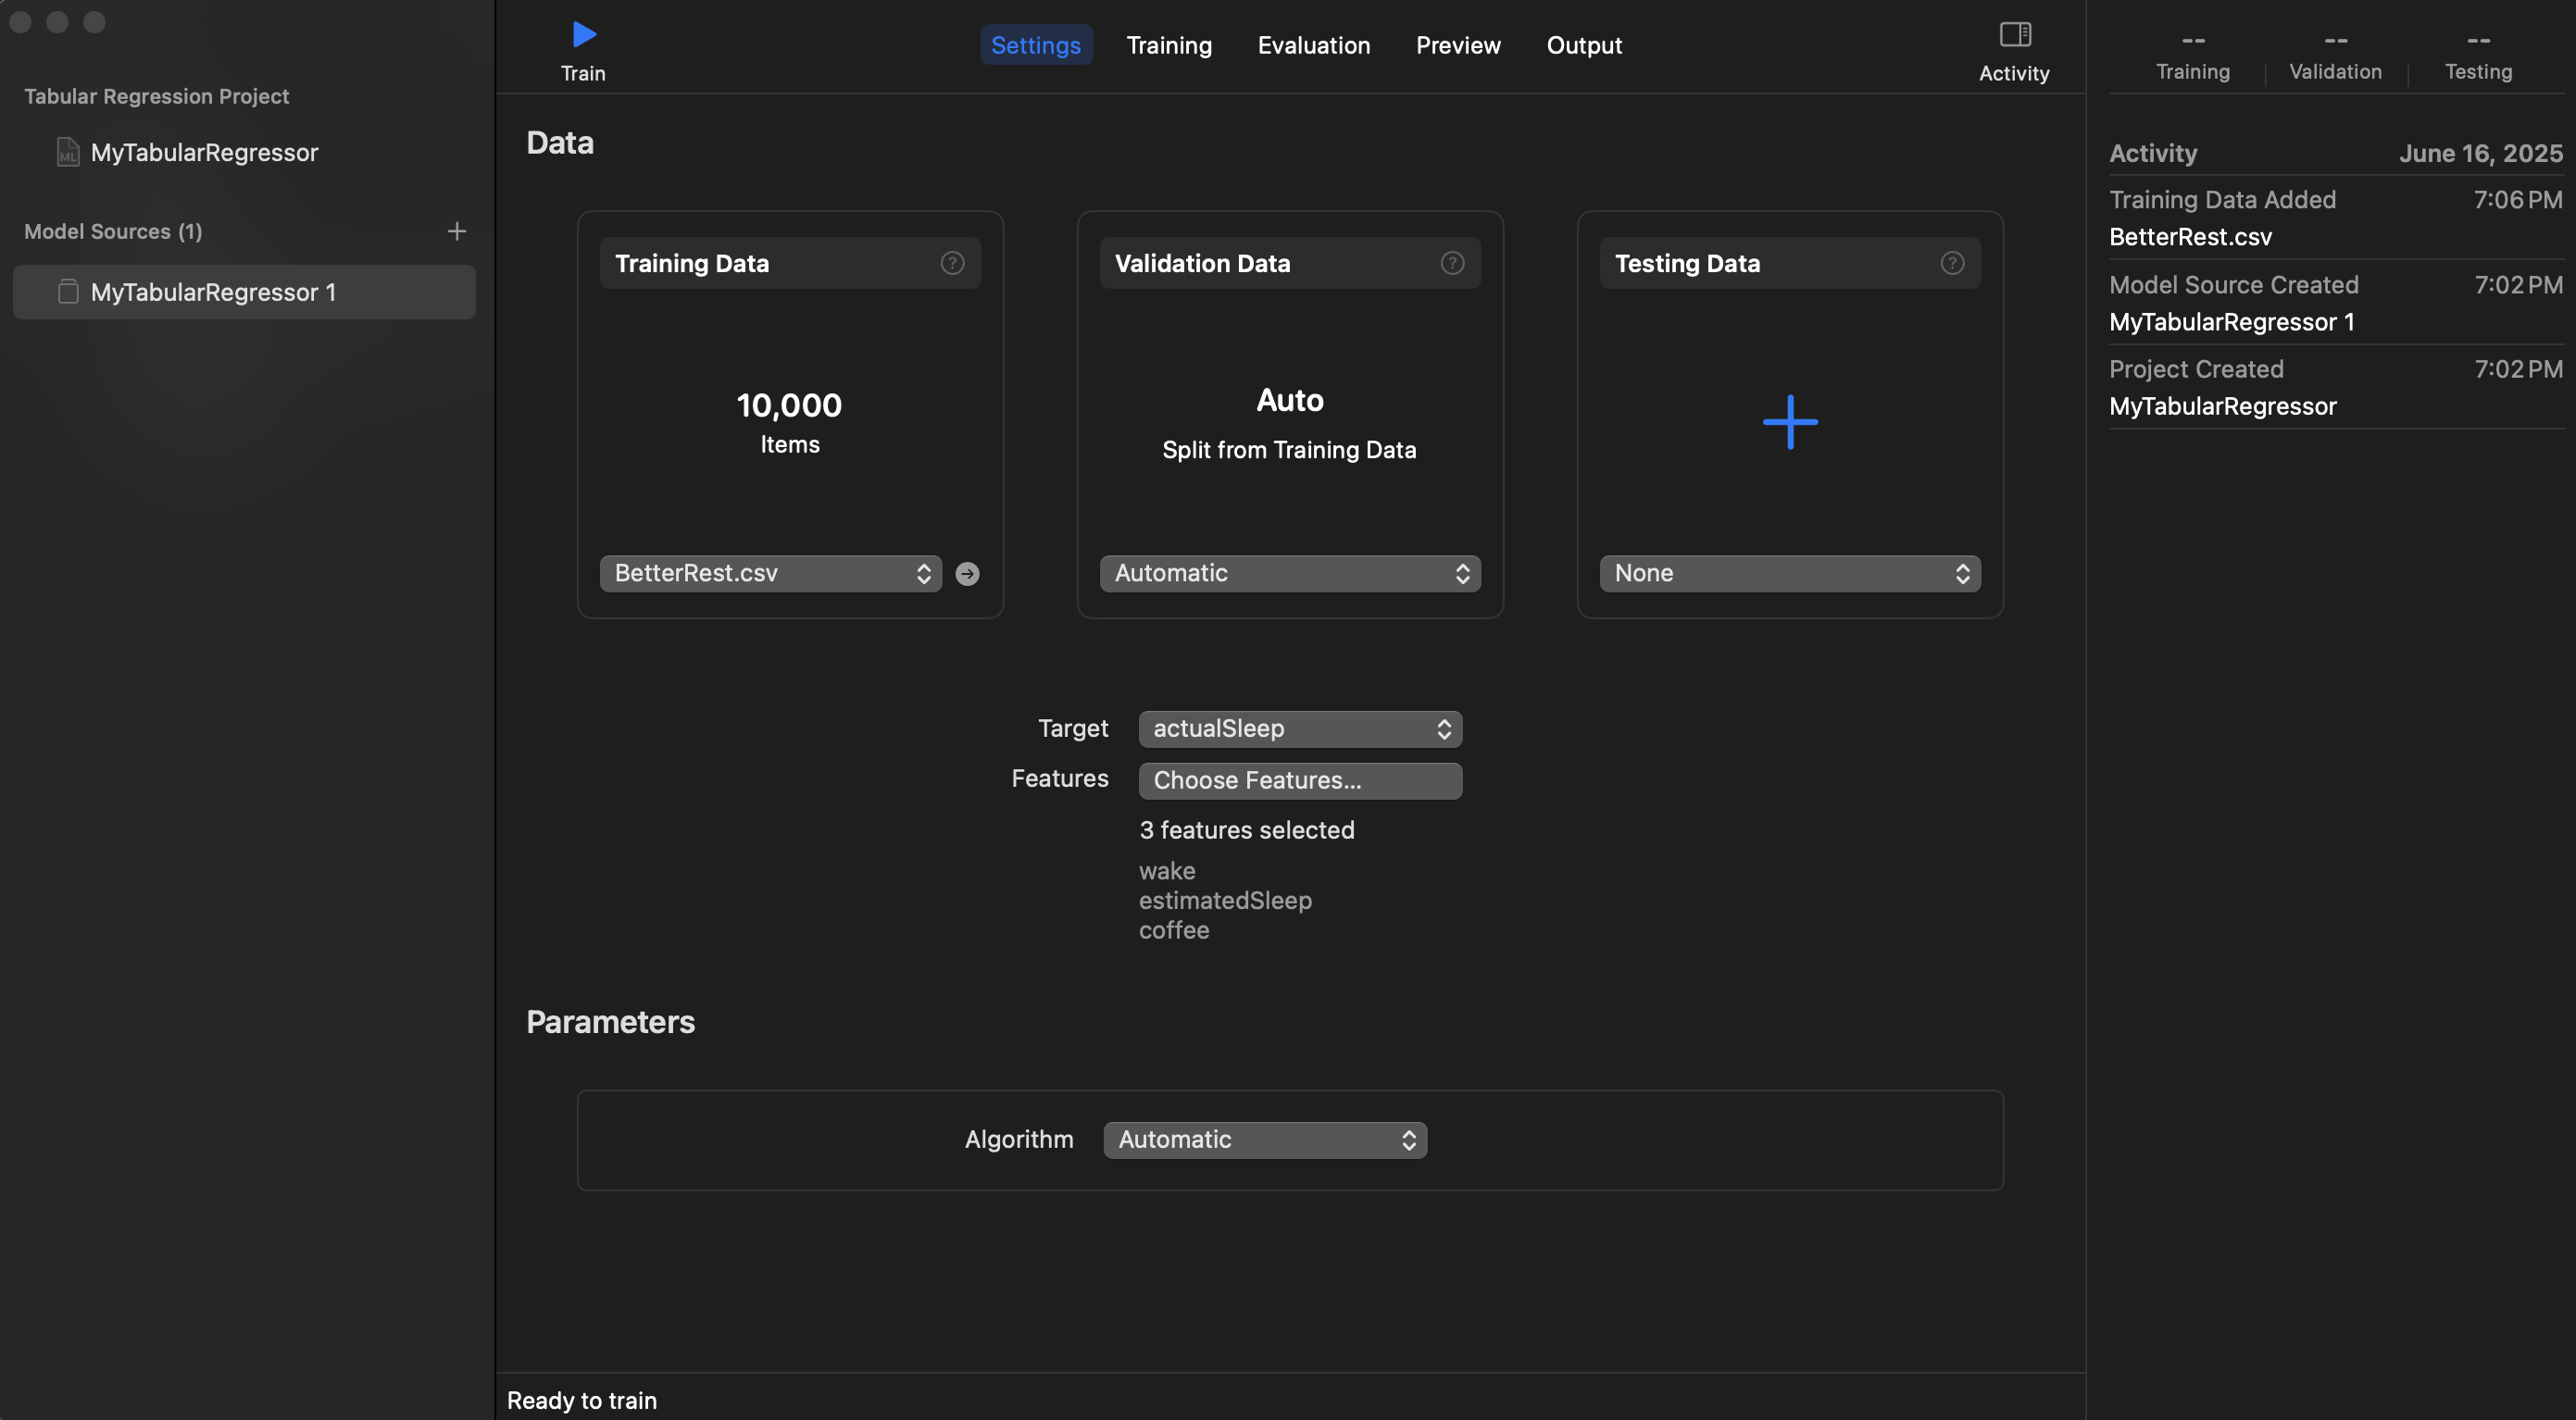 Tabular Regression Project
MyTabularRegressor
Model Sources (1)
MyTabularRegressor 1
Train
Settings
Training
Evaluation
Preview
Output
Activity
Data
Training Data
10,000
Items
BetterRest.csv
Validation Data
Auto
Split from Training Data
Automatic
Testing Data
None
Target
actualSleep
Features
Choose Features...
3 features selected
wake
estimatedSleep
coffee
Parameters
Algorithm
Automatic
Ready to train
-- -- --
Training Validation Testing
Activity June 16, 2025
Training Data Added 7:06 PM
BetterRest.csv
Model Source Created 7:02 PM
MyTabularRegressor 1
Project Created 7:02 PM
MyTabularRegressor